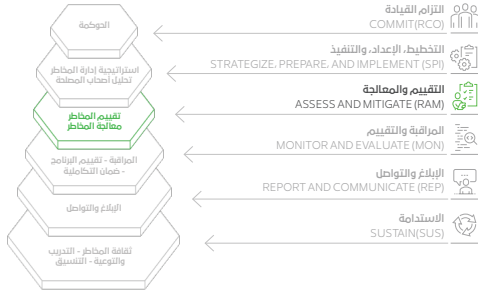 الحوكمة
التزام القيادة
COMMIT(RCO)
استراتيجية إدارة المخاطر
تحليل أصحاب المصلحة
التخطيط، الإعداد، والتنفيذ
STRATEGIZE, PREPARE, AND IMPLEMENT (SPI)
تقييم المخاطر
معالجة المخاطر
التقييم والمعالجة
ASSESS AND MITIGATE (RAM)
المراقبة - تقييم البرنامج
- ضمان التكاملية
المراقبة والتقييم
MONITOR AND EVALUATE (MON)
الإبلاغ والتواصل
الإبلاغ والتواصل
REPORT AND COMMUNICATE (REP)
ثقافة المخاطر - التدريب
والتوعية - التنسيق
الاستدامة
SUSTAIN(SUS)